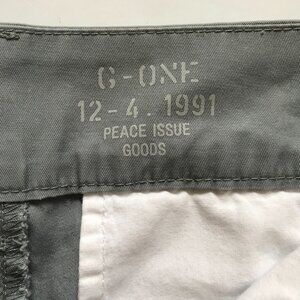 G-ONE
12-4.1991
PEACE ISSUE
GOODS